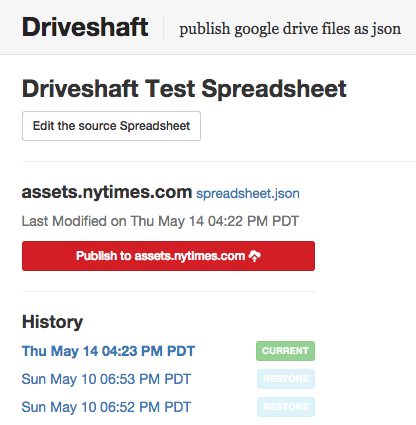 Driveshaft publish google drive files as json
Driveshaft Test Spreadsheet
Edit the source Spreadsheet
assets.nytimes.com spreadsheet.json
Last Modified on Thu May 14 04:22 PM PDT
Publish to assets.nytimes.com
History
Thu May 14 04:23 PM PDT CURRENT
Sun May 10 06:53 PM PDT RESTORE
Sun May 10 06:52 PM PDT RESTORE